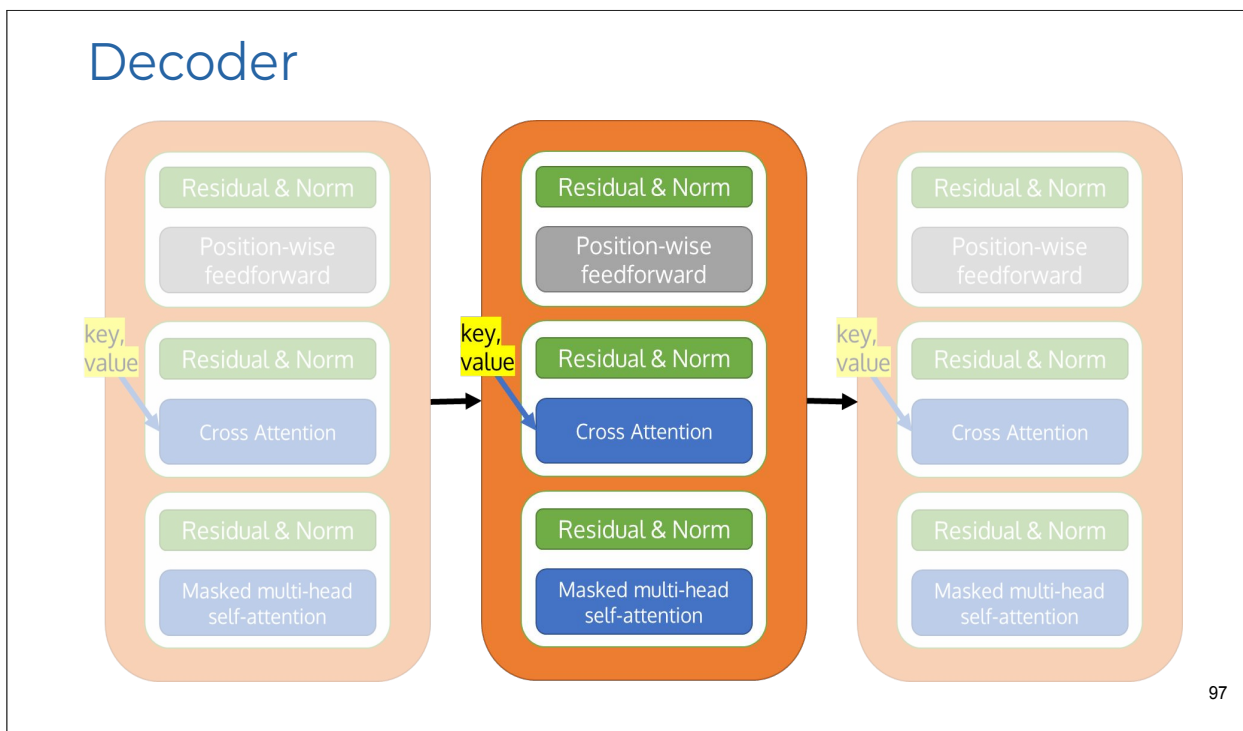 Decoder
Residual & Norm
Position-wise
feedforward
key,
value
Residual & Norm
Cross Attention
Residual & Norm
Masked multi-head
self-attention
Residual & Norm
Position-wise
feedforward
key,
value
Residual & Norm
Cross Attention
Residual & Norm
Masked multi-head
self-attention
Residual & Norm
Position-wise
feedforward
key,
value
Residual & Norm
Cross Attention
Residual & Norm
Masked multi-head
self-attention
97